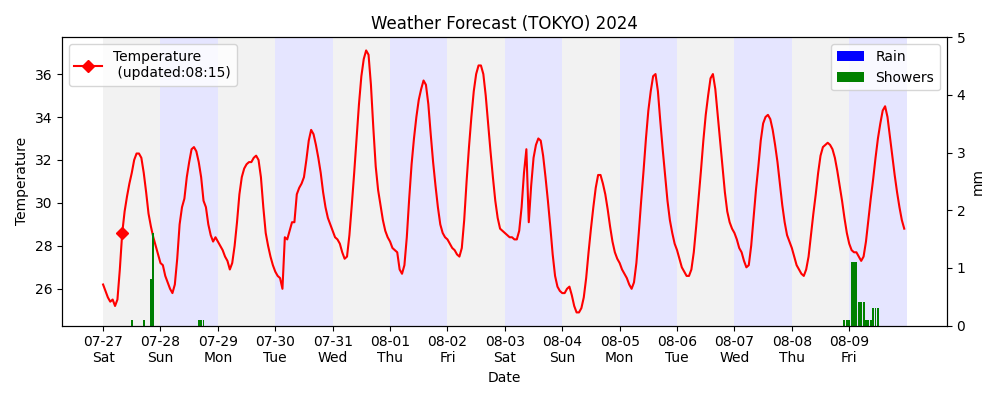 Weather Forecast (TOKYO) 2024
Temperature
(updated:08:15)
Rain
Showers
Temperature
36
34
32
30
28
26
5
4
3
2
1
0
mm
07-27 07-28 07-29 07-30 07-31 08-01 08-02 08-03 08-04 08-05 08-06 08-07 08-08 08-09
Sat Sun Mon Tue Wed Thu Fri Sat Sun Mon Tue Wed Thu Fri
Date